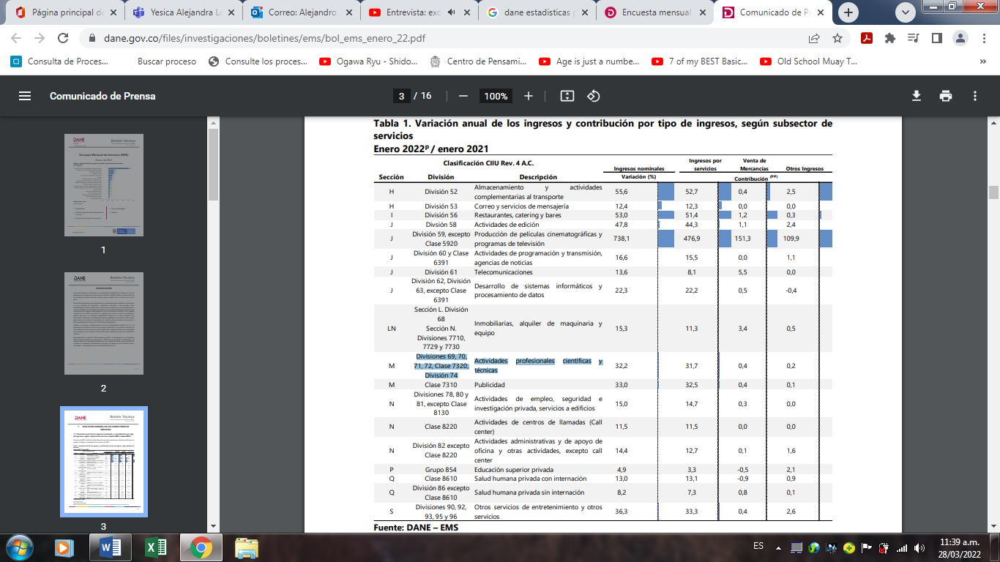 Página principal de
Yesica Alejandra L
Correo: Alejandro
Entrevista: exc
dane estadisticas p
Encuesta mensual
Comunicado de P
dane.gov.co/files/investigaciones/boletines/ems/bol_ems_enero_22.pdf
Consulta de Proces...
Buscar proceso
Consulte los proces...
Ogawa Ryu - Shido...
Centro de Pensami...
Age is just a numbe...
7 of my BEST Basic...
Old School Muay T...
»
Comunicado de Prensa
3 / 16
100%
1
2
3
Tabla 1. Variación anual de los ingresos y contribución por tipo de ingresos, según subsector de
servicios
Enero 2022ᵖ / enero 2021
Clasificación CIIU Rev. 4 A.C.
Ingresos nominales
Ingresos por servicios
Venta de Mercancías
Otros Ingresos
Sección División Descripción Variación (%) Contribución (PP)
H División 52 Almacenamiento y actividades complementarias al transporte 55,6 52,7 0,4 2,5
H División 53 Correo y servicios de mensajería 12,4 12,3 0,0 0,0
I División 56 Restaurantes, catering y bares 53,0 51,4 1,2 0,3
J Divsión 58 Actividades de edición 47,8 44,3 1,1 2,4
J División 59, excepto Clase 5920 Producción de películas cinematográficas y programas de televisión 738,1 476,9 151,3 109,9
J División 60 y Clase 6391 Actividades de programación y transmisión, agencias de noticias 16,6 15,5 0,0 1,1
J División 61 Telecomunicaciones 13,6 8,1 5,5 0,0
J División 62, División 63, excepto Clase 6391 Desarrollo de sistemas informáticos y procesamiento de datos 22,3 22,2 0,5 -0,4
LN Sección L. División 68 Sección N. Divisiones 7710, 7729 y 7730 Inmobiliarias, alquiler de maquinaria y equipo 15,3 11,3 3,4 0,5
M Divisiones 69, 70, 71, 72, Clase 7320, División 74 Actividades profesionales científicas y técnicas 32,2 31,7 0,4 0,2
M Clase 7310 Publicidad 33,0 32,5 0,4 0,1
N Divisiones 78, 80 y 81, excepto Clase 8130 Actividades de empleo, seguridad e investigación privada, servicios a edificios 15,0 14,7 0,3 0,0
N Clase 8220 Actividades de centros de llamadas (Call center) 11,5 11,5 0,0 0,0
N División 82 excepto Clase 8220 Actividades administrativas y de apoyo de oficina y otras actividades, excepto call center 14,4 12,7 0,1 1,6
P Grupo 854 Educación superior privada 4,9 3,3 -0,5 2,1
Q Clase 8610 Salud humana privada con internación 13,0 13,1 -0,9 0,9
Q División 86 excepto Clase 8610 Salud humana privada sin internación 8,2 7,3 0,8 0,1
S Divisiones 90, 92, 93, 95 y 96 Otros servicios de entretenimiento y otros servicios 36,3 33,3 0,4 2,6
Fuente: DANE – EMS
ES
11:39 a.m.
28/03/2022